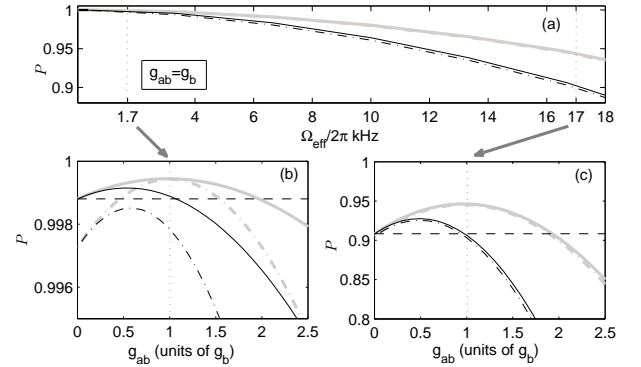 1
0.95
0.9
P
(a)
g_ab=g_b
1.7 4 6 8 10 12 14 16 17 18
Ω_eff/2π kHz
1
0.998
0.996
P
(b)
0 0.5 1 1.5 2 2.5
g_ab (units of g_b)
1
0.95
0.9
0.85
0.8
P
(c)
0 0.5 1 1.5 2 2.5
g_ab (units of g_b)